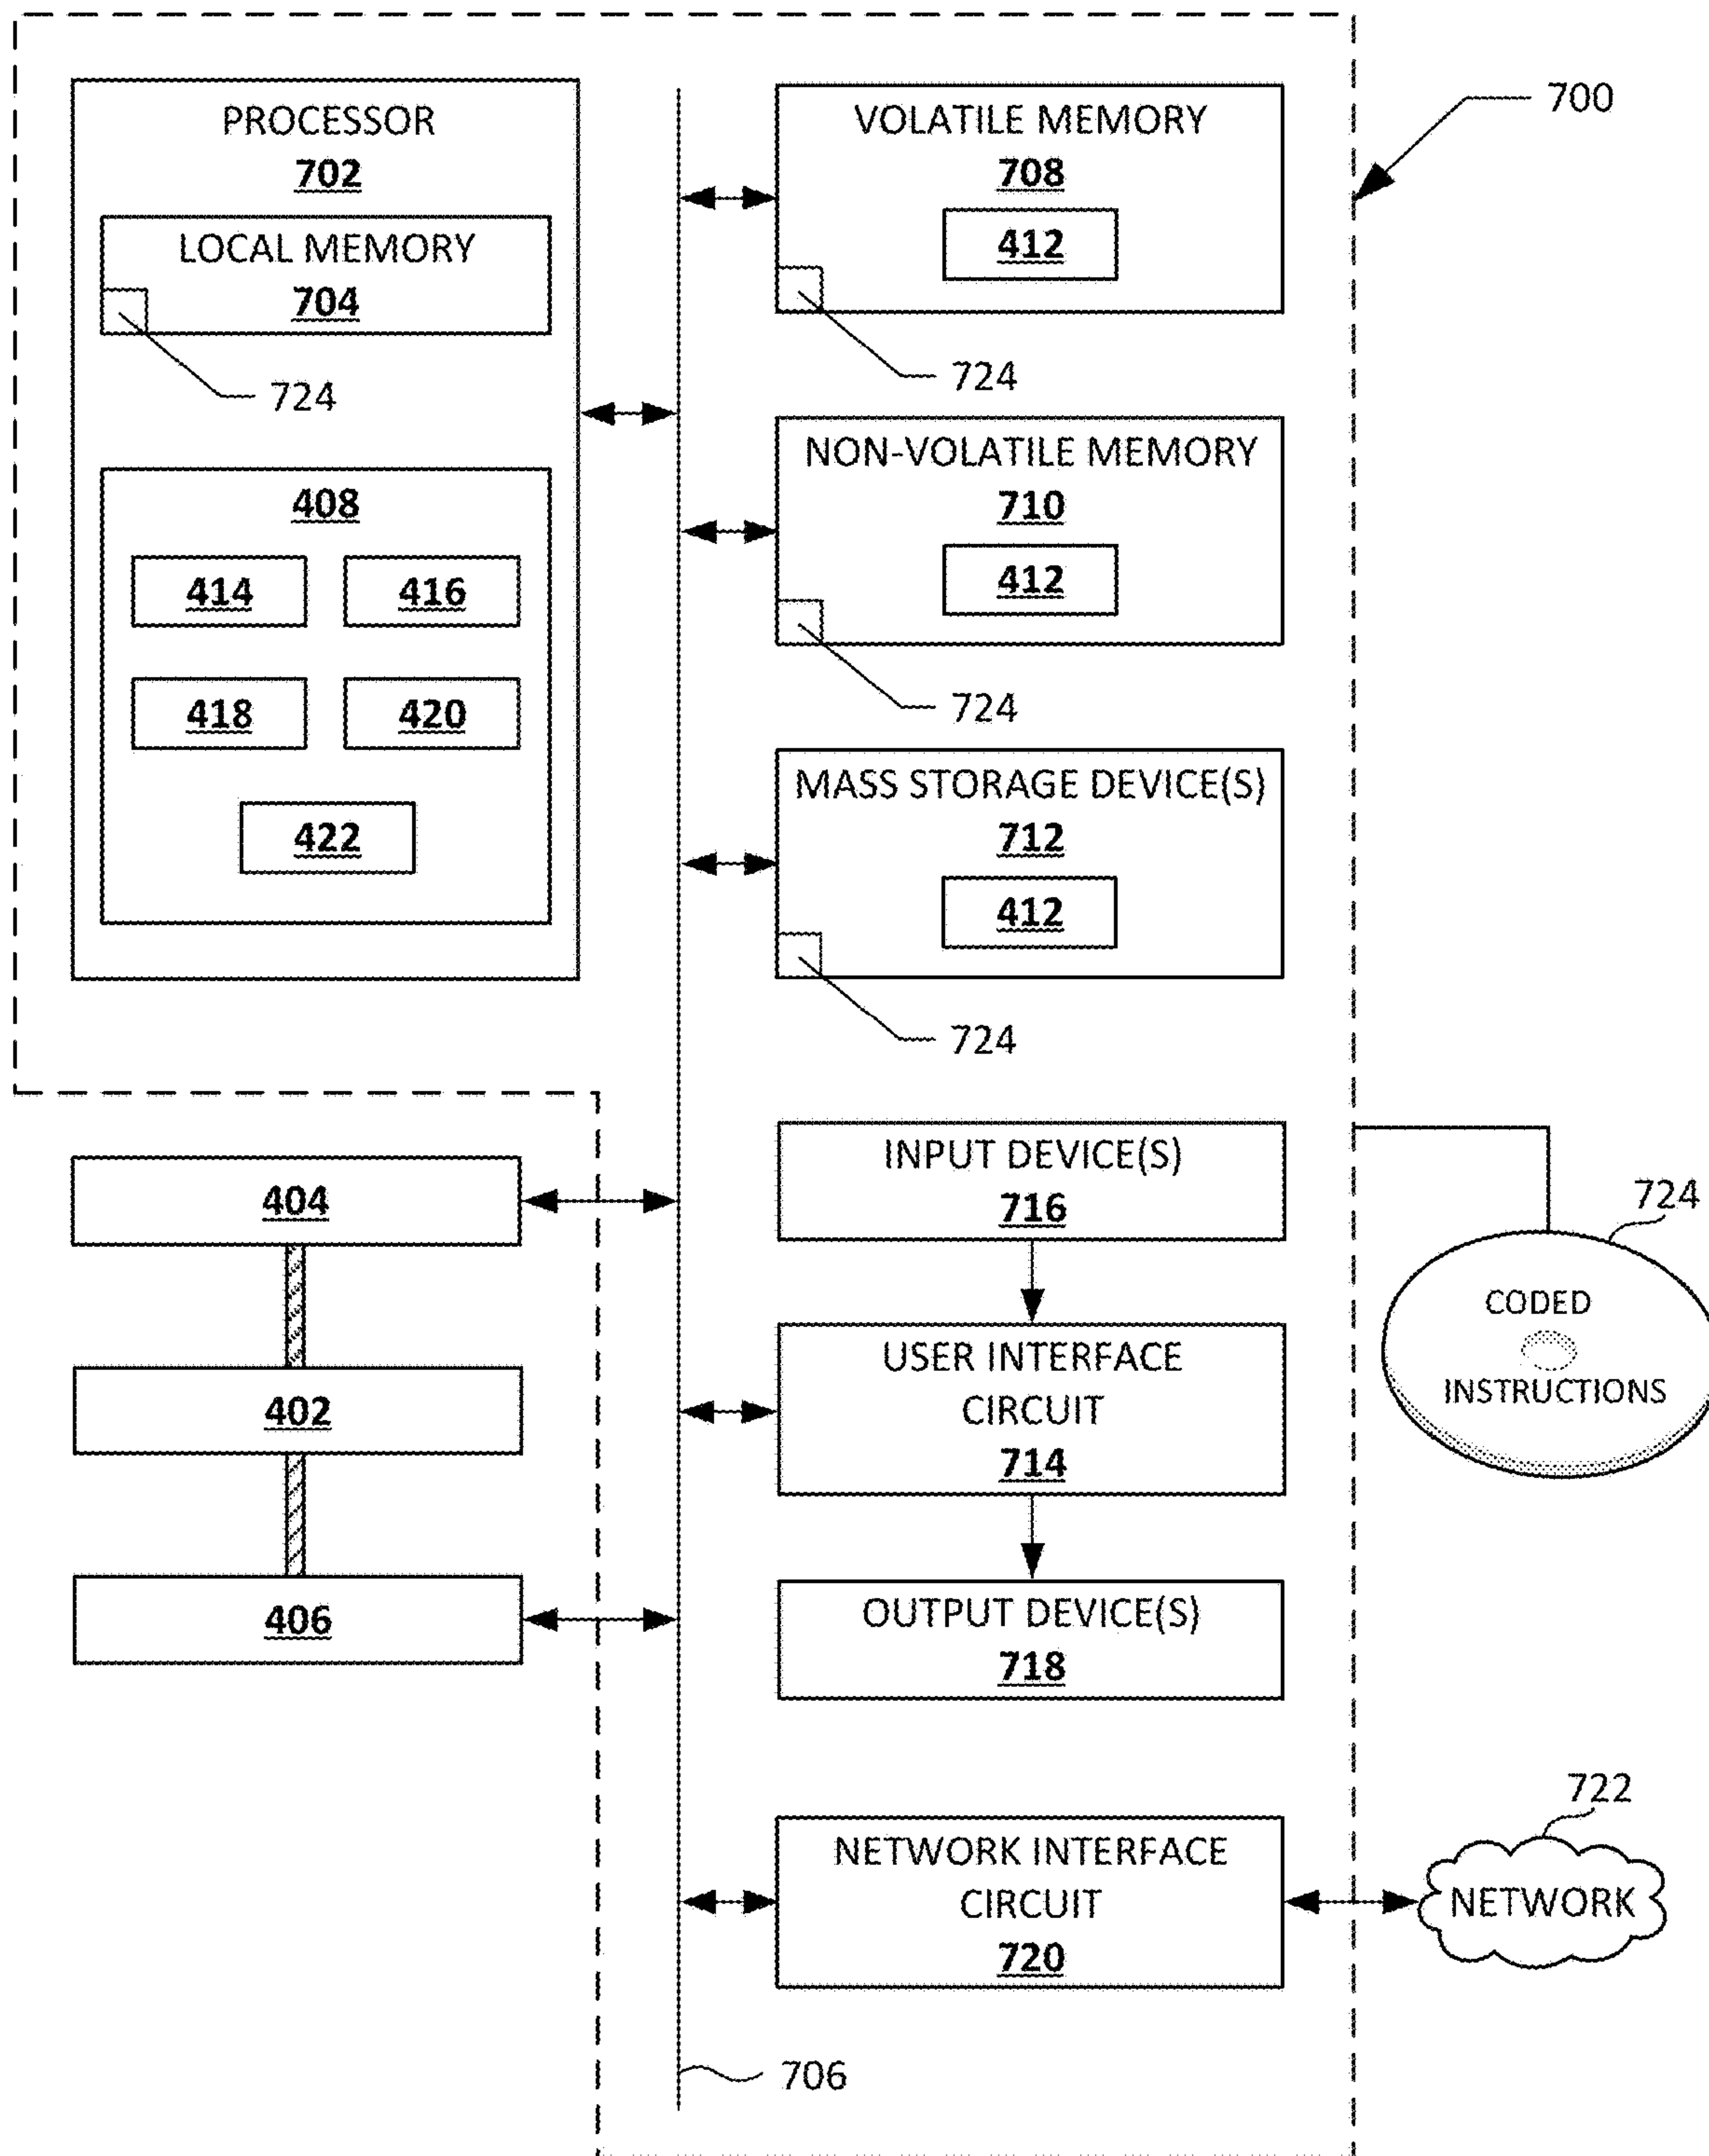 700
PROCESSOR
702
LOCAL MEMORY
704
724
408
414
416
418
420
422
VOLATILE MEMORY
708
412
724
NON-VOLATILE MEMORY
710
412
724
MASS STORAGE DEVICE(S)
712
412
724
404
402
406
INPUT DEVICE(S)
716
USER INTERFACE
CIRCUIT
714
OUTPUT DEVICE(S)
718
724
CODED
INSTRUCTIONS
NETWORK INTERFACE
CIRCUIT
720
722
NETWORK
706